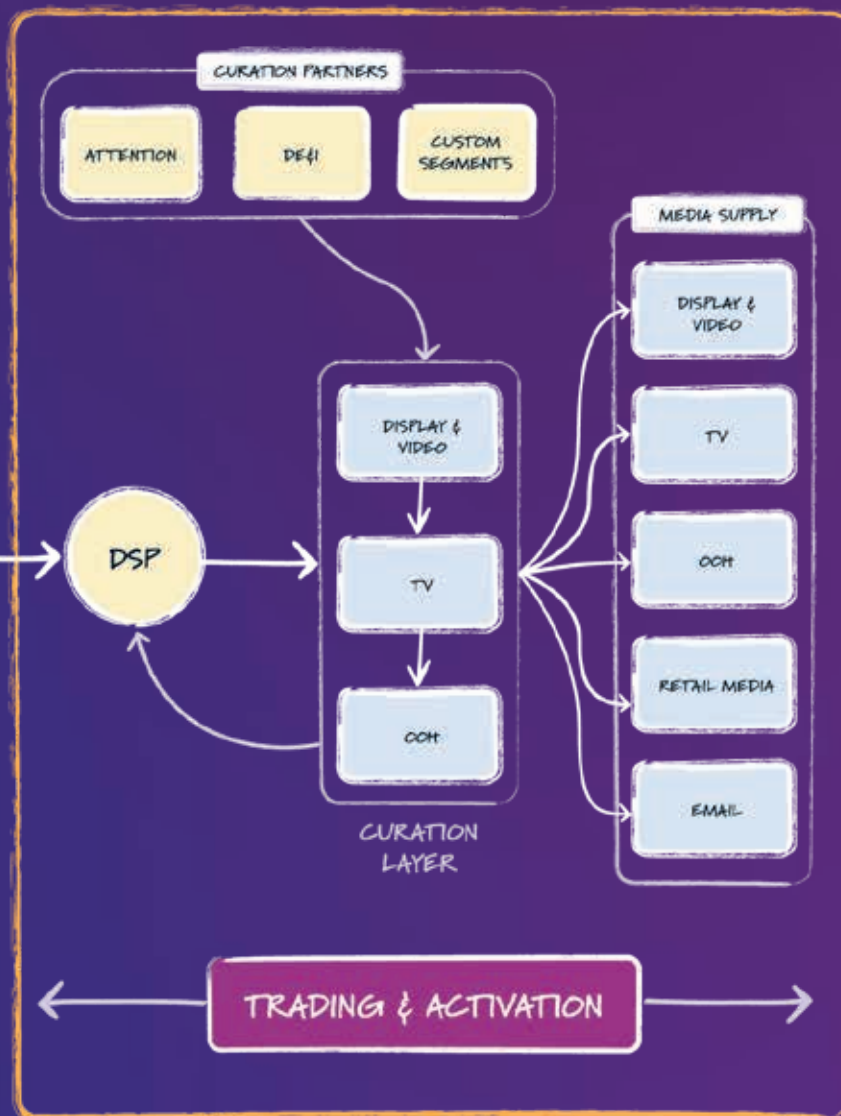 CURATION PARTNERS
ATTENTION
DE&I
CUSTOM
SEGMENTS
MEDIA SUPPLY
DISPLAY &
VIDEO
TV
OOH
RETAIL MEDIA
EMAIL
DSP
DISPLAY &
VIDEO
TV
OOH
CURATION
LAYER
TRADING & ACTIVATION